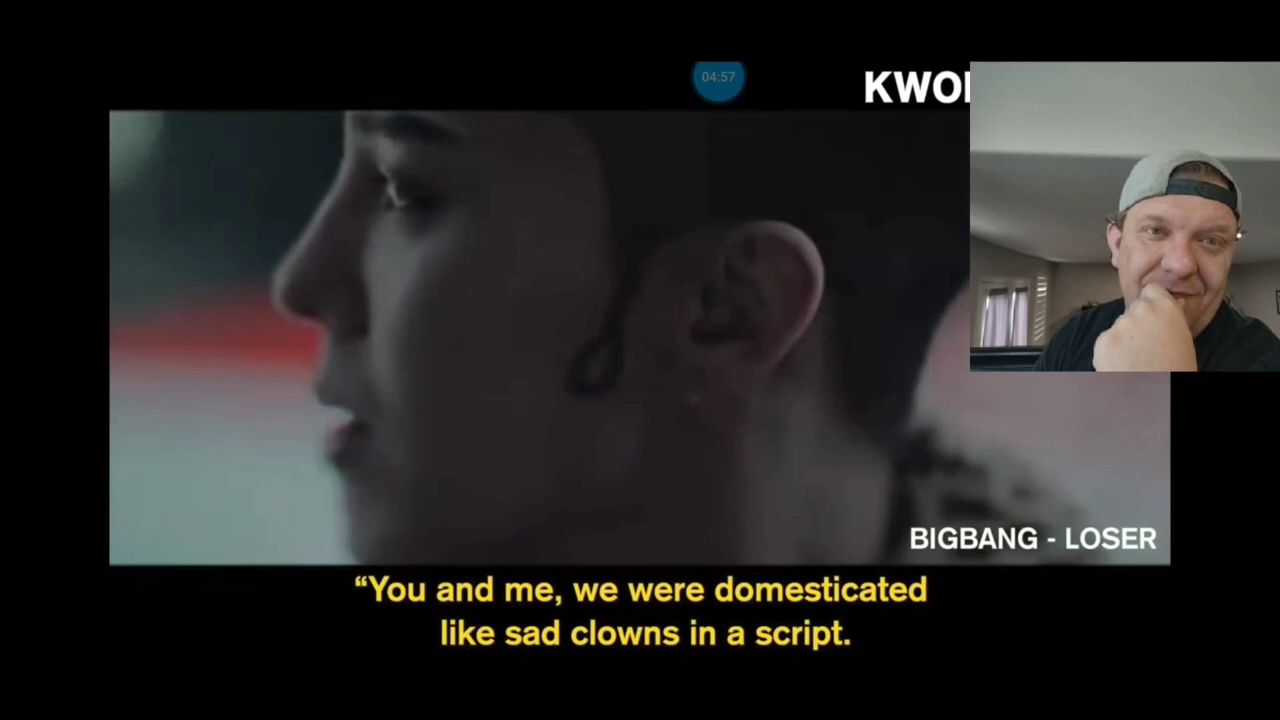 04:57
KWO
BIGBANG - LOSER
“You and me, we were domesticated
like sad clowns in a script.